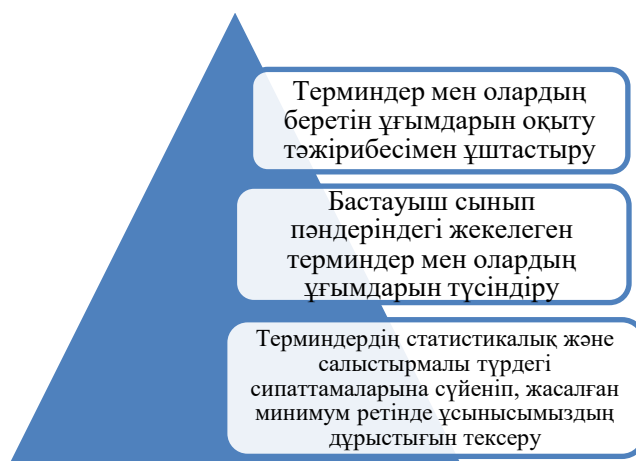 Терминдер мен олардың
беретін ұғымдарын оқыту
тәжірибесімен ұштастыру
Бастауыш сынып
пәндеріндегі жекелеген
терминдер мен олардың
ұғымдарын түсіндіру
Терминдердің статистикалық және
салыстырмалы түрдегі
сипаттамаларына сүйеніп, жасалған
минимум ретінде ұсынысымыздың
дұрыстығын тексеру